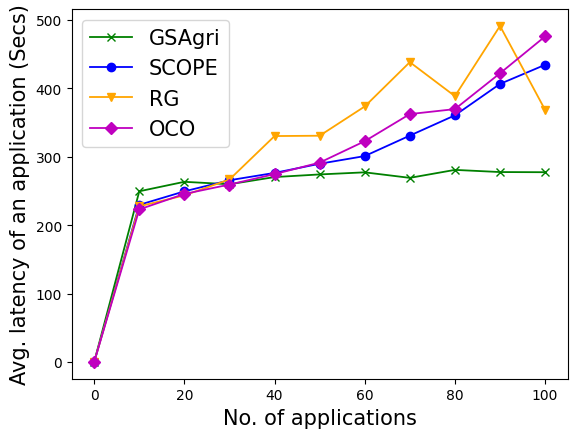 GSAgri
SCOPE
RG
OCO
Avg. latency of an application (Secs)
500
400
300
200
100
0
0 20 40 60 80 100
No. of applications